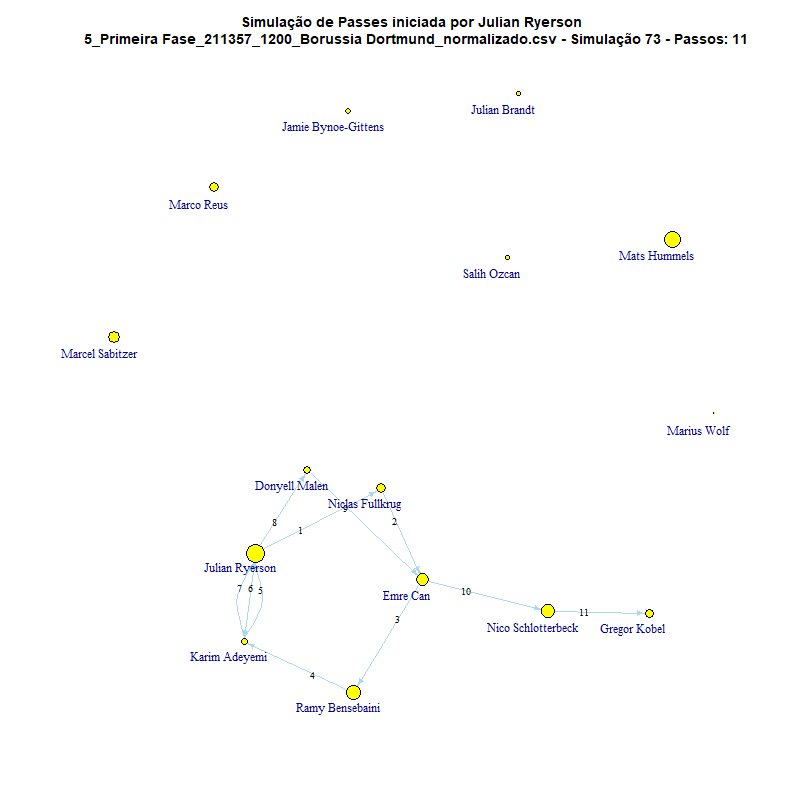 Simulação de Passes iniciada por Julian Ryerson
5_Primeira Fase_211357_1200_Borussia Dortmund_normalizado.csv - Simulação 73 - Passos: 11
Julian Brandt
Jamie Bynoe-Gittens
Marco Reus
Mats Hummels
Salih Ozcan
Marcel Sabitzer
Marius Wolf
Donyell Malen
Niclas Fullkrug
9
8
2
1
Julian Ryerson
7
6
5
Emre Can
10
11
3
Nico Schlotterbeck
Gregor Kobel
Karim Adeyemi
4
Ramy Bensebaini